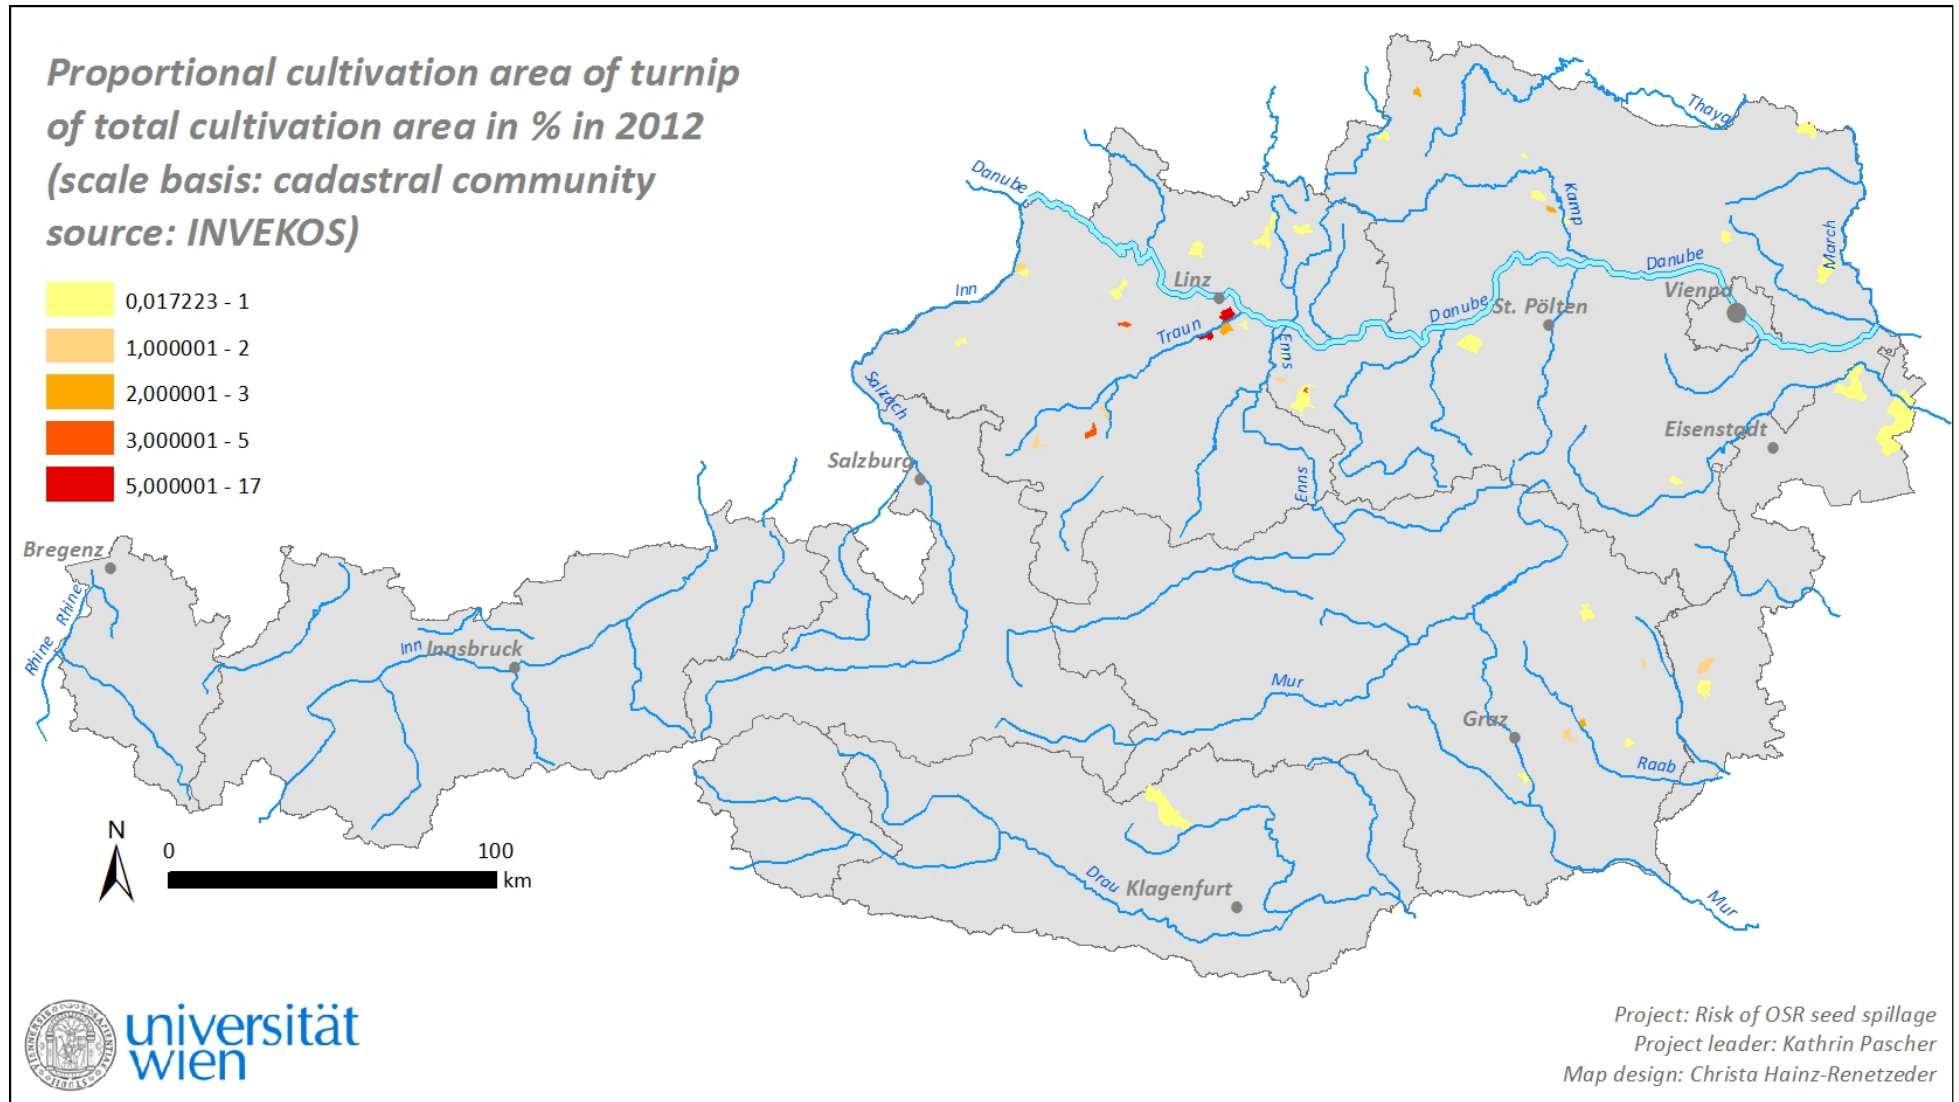 Proportional cultivation area of turnip
of total cultivation area in % in 2012
(scale basis: cadastral community
source: INVEKOS)
0,017223 - 1
1,000001 - 2
2,000001 - 3
3,000001 - 5
5,000001 - 17
Thaya
Danube
Kamp
March
Danube
Linz
Inn
Vienna
Danube
St. Pölten
Traun
Enns
Salzach
Eisenstadt
Salzburg
Enns
Bregenz
Rhine
Rhine
Inn
Innsbruck
Mur
Graz
Raab
Drau
Klagenfurt
Mur
N
0
100
km
universität
wien
Project: Risk of OSR seed spillage
Project leader: Kathrin Pascher
Map design: Christa Hainz-Renetzeder